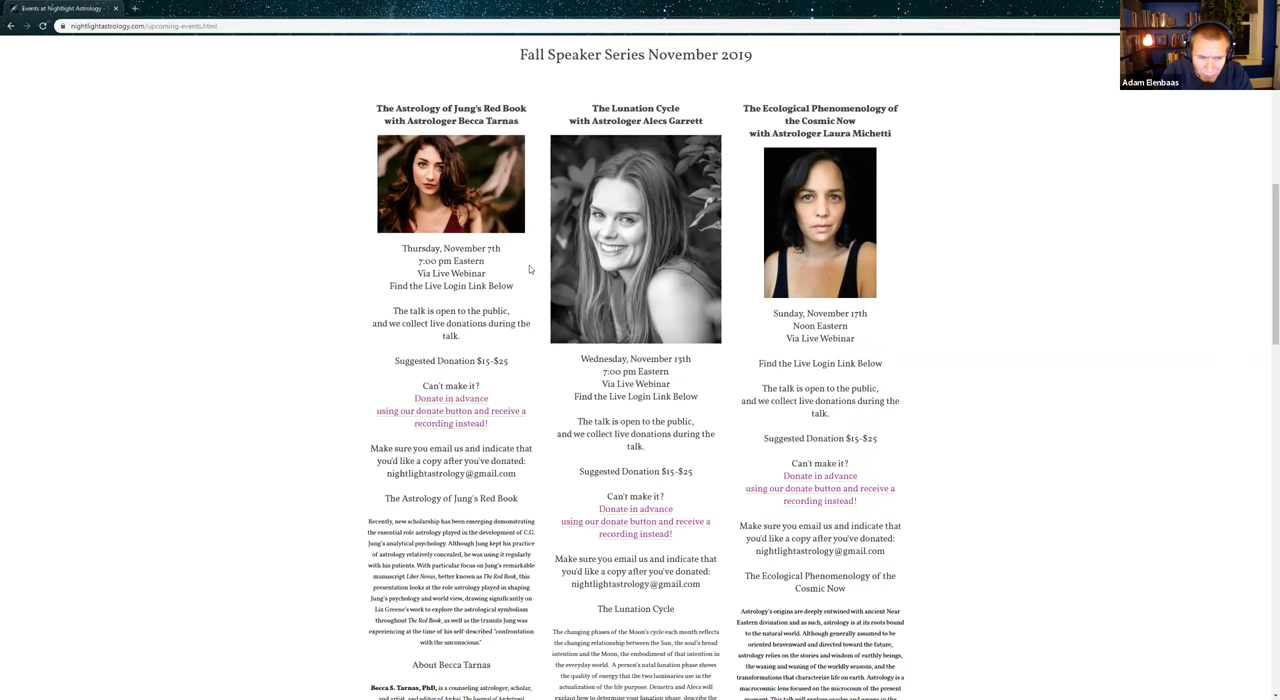 Events at Nightlight Astrology
nightlightastrology.com/upcoming-events.html
Adam Elenbaas
Fall Speaker Series November 2019
The Astrology of Jung's Red Book
with Astrologer Becca Tarnas
Thursday, November 7th
7:00 pm Eastern
Via Live Webinar
Find the Live Login Link Below
The talk is open to the public,
and we collect live donations during the
talk.
Suggested Donation $15-$25
Can't make it?
Donate in advance
using our donate button and receive a
recording instead!
Make sure you email us and indicate that
you'd like a copy after you've donated:
nightlightastrology@gmail.com
The Astrology of Jung's Red Book
Recently, new scholarship has been emerging demonstrating
the essential role astrology played in the development of C.G.
Jung's analytical psychology. Although Jung kept his practice
of astrology relatively concealed, he was using it regularly
with his patients. With particular focus on Jung's remarkable
manuscript Liber Novus, better known as The Red Book, this
presentation looks at the role astrology played in shaping
Jung's psychology and world view, drawing significantly on
Liz Greene's work to explore the astrological symbolism
throughout The Red Book, as well as the transits Jung was
experiencing at the time of his self-described "confrontation
with the unconscious."
About Becca Tarnas
Becca S. Tarnas, PhD, is a counseling astrologer, scholar,
and artist, and editor of Archai: The Journal of Archetypal
The Lunation Cycle
with Astrologer Alecs Garrett
Wednesday, November 13th
7:00 pm Eastern
Via Live Webinar
Find the Live Login Link Below
The talk is open to the public,
and we collect live donations during the
talk.
Suggested Donation $15-$25
Can't make it?
Donate in advance
using our donate button and receive a
recording instead!
Make sure you email us and indicate that
you'd like a copy after you've donated:
nightlightastrology@gmail.com
The Lunation Cycle
The changing phases of the Moon's cycle each month reflects
the changing relationship between the Sun, the soul's broad
intention and the Moon, the embodiment of that intention in
the everyday world. A person's natal lunation phase shows
the quality of energy that the two luminaries use in the
actualization of the life purpose. Demetra and Alecs will
explain how to determine your lunation phase, describe the
The Ecological Phenomenology of
the Cosmic Now
with Astrologer Laura Michetti
Sunday, November 17th
Noon Eastern
Via Live Webinar
Find the Live Login Link Below
The talk is open to the public,
and we collect live donations during the
talk.
Suggested Donation $15-$25
Can't make it?
Donate in advance
using our donate button and receive a
recording instead!
Make sure you email us and indicate that
you'd like a copy after you've donated:
nightlightastrology@gmail.com
The Ecological Phenomenology of the
Cosmic Now
Astrology's origins are deeply entwined with ancient Near
Eastern divination and as such, astrology is at its roots bound
to the natural world. Although generally assumed to be
oriented heavenward and directed toward the future,
astrology relies on the stories and wisdom of earthly beings,
the waxing and waning of the worldly seasons, and the
transformations that characterize life on earth. Astrology is a
macrocosmic lens focused on the microcosm of the present